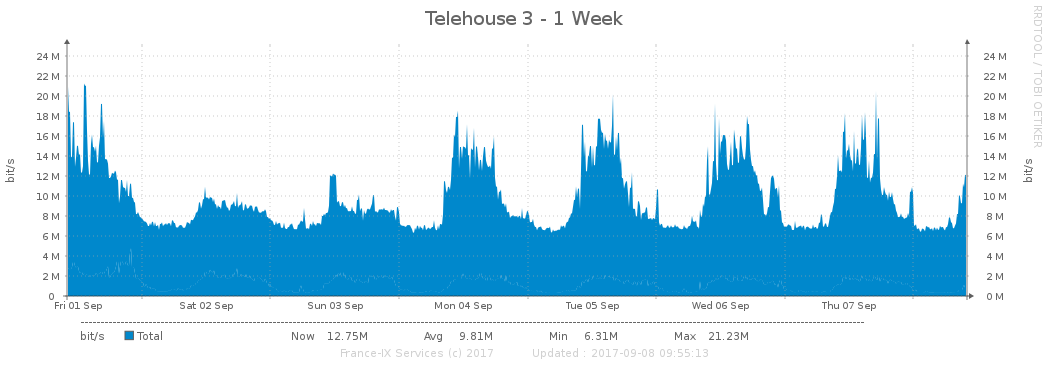 Telehouse 3 - 1 Week
RRDTOOL / TOBI OETIKER
24 M 24 M
22 M 22 M
20 M 20 M
18 M 18 M
16 M 16 M
14 M 14 M
12 M 12 M
10 M 10 M
8 M 8 M
6 M 6 M
4 M 4 M
2 M 2 M
0 0 M
bit/s
bit/s
Fri 01 Sep Sat 02 Sep Sun 03 Sep Mon 04 Sep Tue 05 Sep Wed 06 Sep Thu 07 Sep
bit/s Total Now 12.75M Avg 9.81M Min 6.31M Max 21.23M
France-IX Services (c) 2017 Updated : 2017-09-08 09:55:13